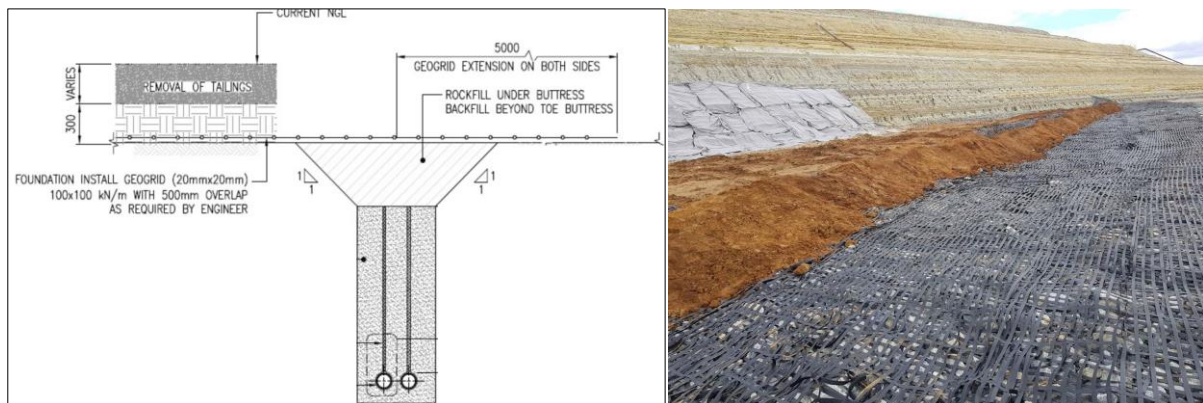 CURRENT NGL
5000
GEOGRID EXTENSION ON BOTH SIDES
VARIES
REMOVAL OF TAILINGS
ROCKFILL UNDER BUTTRESS
BACKFILL BEYOND TOE BUTTRESS
300
FOUNDATION INSTALL GEOGRID (20mmx20mm)
100x100 kN/m WITH 500mm OVERLAP
AS REQUIRED BY ENGINEER
1
1
1
1